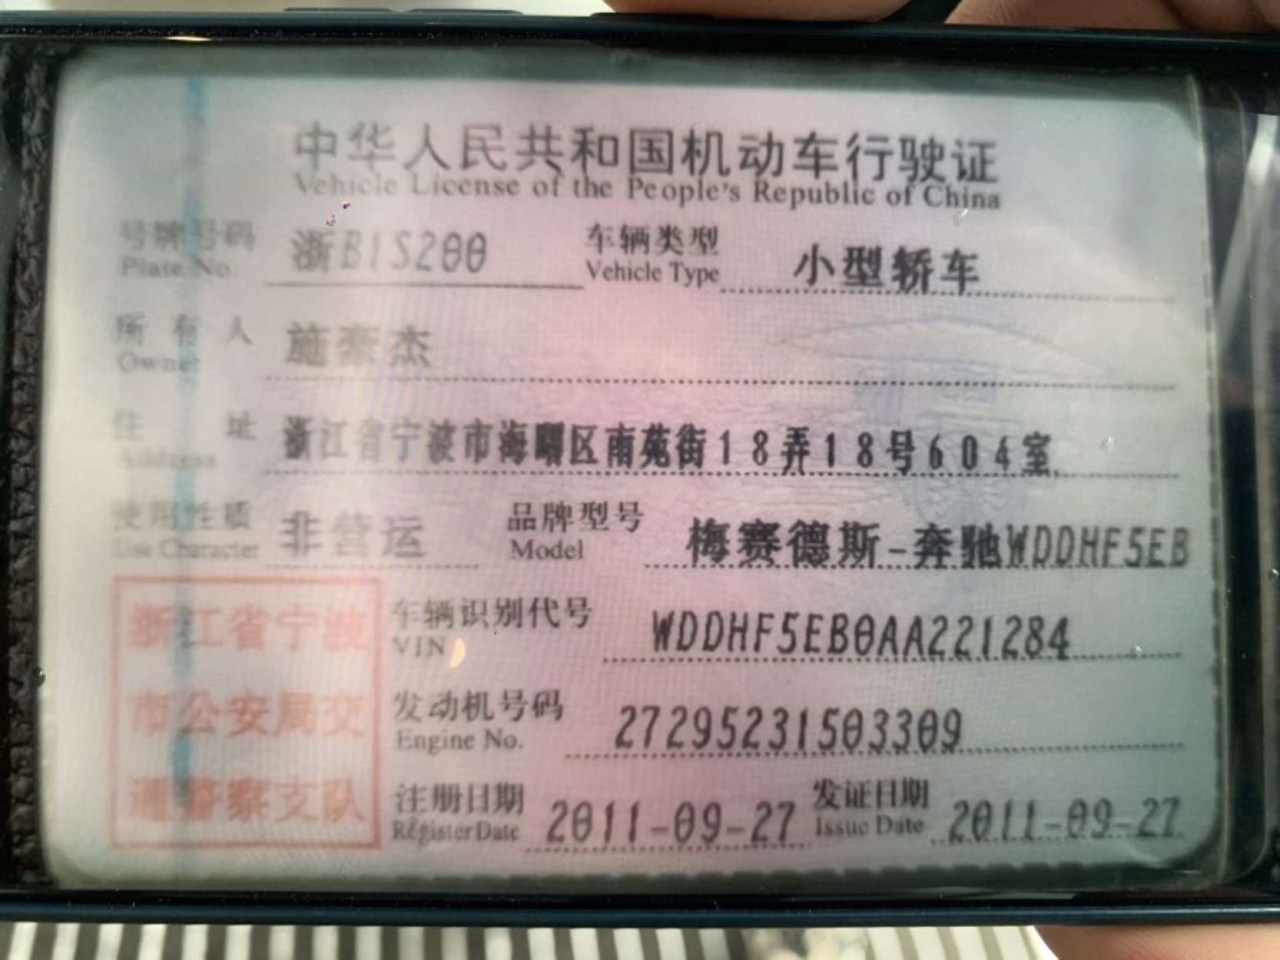 中华人民共和国机动车行驶证
Vehicle License of the People's Republic of China
号牌号码 浙B1S200 车辆类型 小型轿车
Plate No. Vehicle Type
所有人 施豪杰
Owner
住址 浙江省宁波市海曙区南苑街18弄18号604室
Address
使用性质 非营运 品牌型号 梅赛德斯-奔驰WDDHF5EB
Use Character Model
浙江省宁波
市公安局交
通警察支队
车辆识别代号 WDDHF5EB0AA221284
VIN
发动机号码 27295231503309
Engine No.
注册日期 2011-09-27 发证日期 2011-09-27
Register Date Issue Date